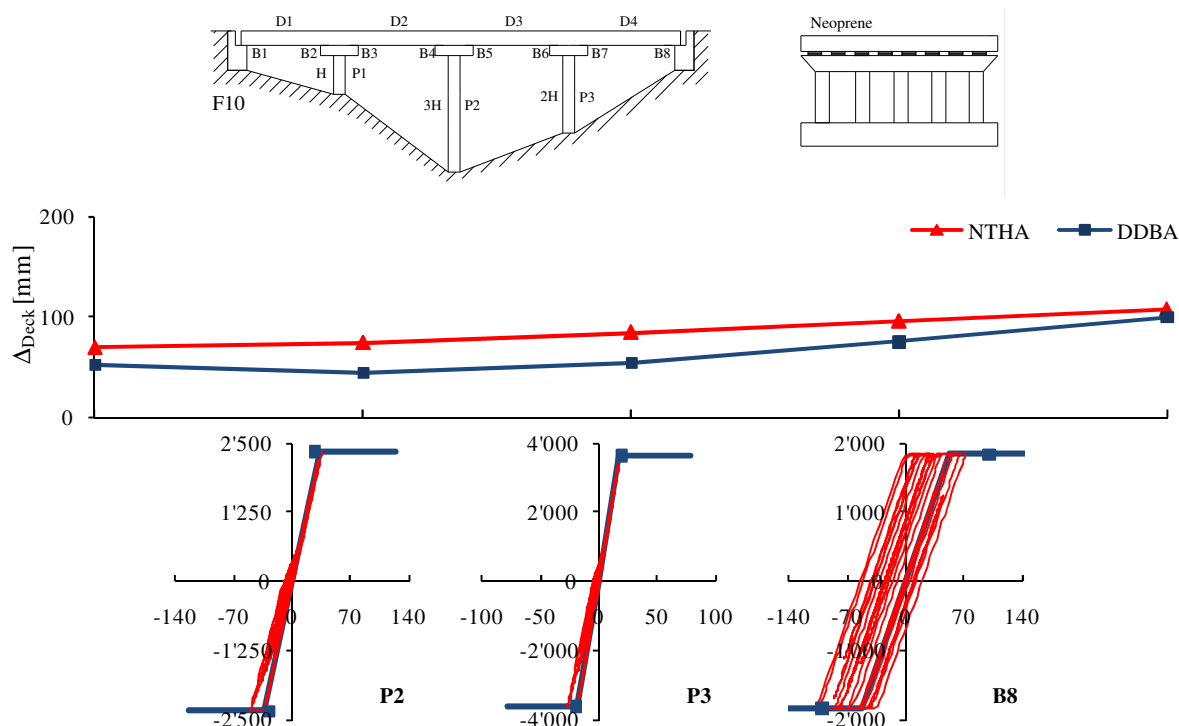 D1 D2 D3 D4
Neoprene
B1 B2 B3 B4 B5 B6 B7 B8
H P1
F10
3H P2
2H P3
200
NTHA DDBA
100
0
Δ_Deck [mm]
2'500 4'000 2'000
1'250 2'000 1'000
0 0 0
-140 -70 0 70 140 -100 -50 0 50 100 -140 -70 0 70 140
-1'250 -2'000 -1'000
P2 P3 B8
-2'500 -4'000 -2'000